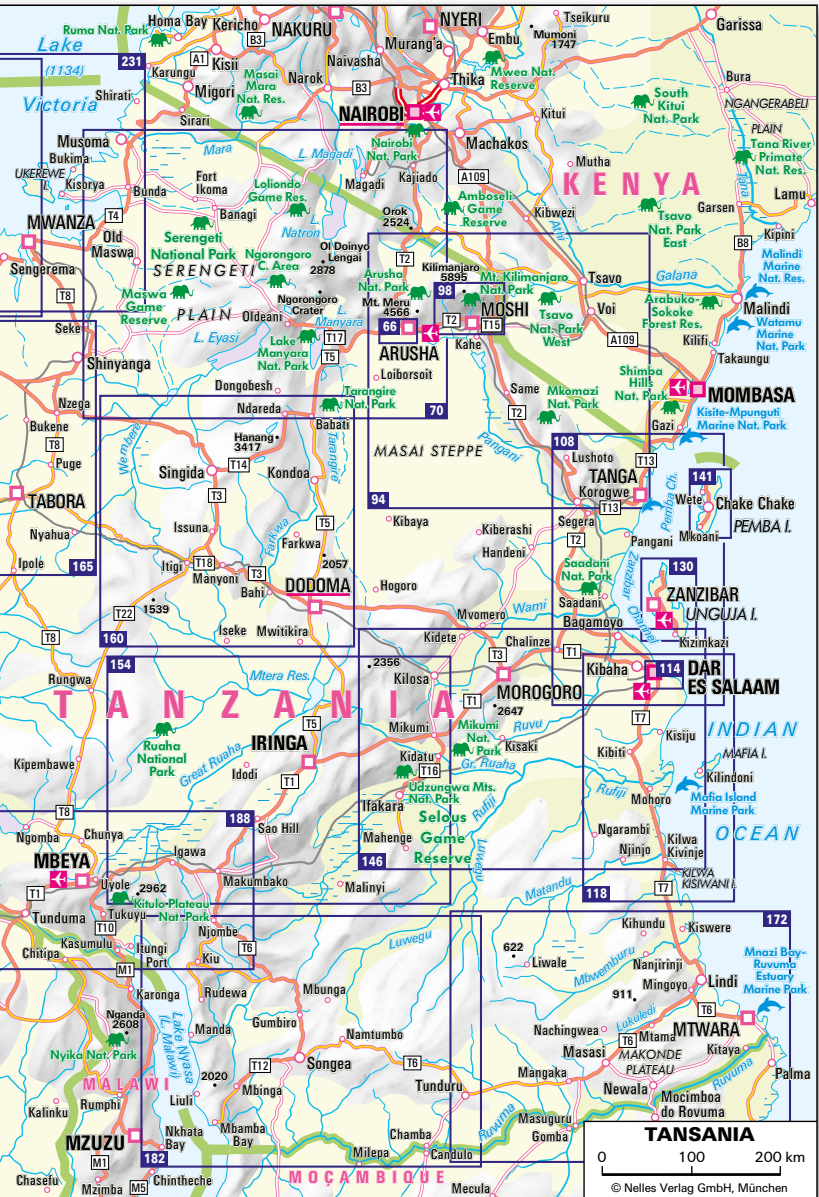 Ruma Nat. Park
Homa Bay
Kericho
NAKURU
NYERI
Tseikuru
Garissa
Lake
(1134)
Victoria
231
A1
B3
Kisii
Karungu
Migori
Shirati
Sirari
Masai
Mara
Nat. Res.
Narok
Naivasha
B3
Murang'a
Embu
Mumoni
1747
Thika
Mwea Nat.
Reserve
NAIROBI
Nairobi
Nat. Park
Kitui
South
Kitui
Nat. Park
Bura
NGANGERABELI
PLAIN
Tana River
Primate
Nat. Res.
Tana
Lamu
Musoma
Bukima
UKEREWE
I.
Kisorya
Mara
Bunda
Fort
Ikoma
Banagi
Loliondo
Game Res.
L. Magadi
Magadi
Kajiado
Machakos
A109
Mutha
KENYA
Garsen
Kipini
B8
MWANZA
Sengerema
T4
Old
Maswa
T8
Serengeti
National Park
SERENGETI
PLAIN
Maswa
Game
Reserve
L.
Natron
Ol Doinyo
Lengai
2878
Ngorongoro
C. Area
Ngorongoro
Crater
Orok
2524
Amboseli
Game
Reserve
Kibwezi
Athi
Tsavo
Nat. Park
East
Galana
Malindi
Marine
Nat. Res.
Malindi
T2
Arusha
Nat. Park
Mt. Meru
4566
Kilimanjaro
5895
98
Mt. Kilimanjaro
Nat. Park
MOSHI
T2
T15
Kahe
Tsavo
Nat. Park
West
Tsavo
Voi
A109
Arabuko-
Sokoke
Forest Res.
Watamu
Marine
Nat. Park
Kilifi
Takaungu
Seke
Shinyanga
Oldeani
L. Eyasi
L.
Manyara
Lake
Manyara
Nat. Park
T17
T5
66
ARUSHA
Loiborsoit
Same
T2
Mkomazi
Nat. Park
Shimba
Hills
Nat. Park
MOMBASA
Gazi
Kisite-Mpunguti
Marine Nat. Park
Dongobesh
Ndareda
Tarangire
Nat. Park
Babati
70
Nzega
Bukene
T8
Puge
TABORA
Nyahua
Ipole
165
Wembere
Hanang
3417
Singida
T14
T3
Kondoa
Tarangire
MASAI STEPPE
94
Pangani
108
Lushoto
TANGA
Korogwe
T13
T13
Pemba Ch.
141
Wete
Chake Chake
PEMBA I.
Mkoani
Issuna
Itigi
T18
Manyoni
T3
Bahi
Farkwa
Farkwa
T5
2057
Kibaya
Kiberashi
Handeni
Segera
T2
Pangani
Saadani
Nat. Park
Saadani
Zanzibar
Channel
130
ZANZIBAR
UNGUJA I.
Kizimkazi
DODOMA
Hogoro
1539
T22
160
Iseke
Mwitikira
Mvomero
Wami
Bagamoyo
Kidete
Chalinze
T3
T1
Kibaha
114
DAR
ES SALAAM
T8
Rungwa
154
Mtera Res.
2356
Kilosa
MOROGORO
T1
2647
TANZANIA
T7
INDIAN
OCEAN
Ruaha
National
Park
Great Ruaha
T5
IRINGA
Idodi
T1
Mikumi
Mikumi
Nat.
Park
Ruvu
Kisaki
Gr. Ruaha
Kisiju
Kibiti
MAFIA I.
Kilindoni
Mafia Island
Marine Park
Kipembawe
T8
Kidatu
T16
Udzungwa Mts.
Nat. Park
Ifakara
Selous
Game
Reserve
Rufiji
Rufiji
Mohoro
188
Sao Hill
Mahenge
146
Luwegu
Ngarambi
Njinjo
Kilwa
Kivinje
KILWA
KISIWANI I.
Ngomba
Chunya
MBEYA
T1
Igawa
Makumbako
Malinyi
Matandu
118
T7
Uyole
2962
Kitulo-Plateau
Nat. Park
Tunduma
Tukuyu
T10
Kasumulu
Chitipa
Itungi
Port
M1
Njombe
T6
Kiu
Luwegu
622
Liwale
Kihundu
Kiswere
172
Mnazi Bay-
Ruvuma
Estuary
Marine Park
Mbwemburu
Nanjirinji
Mingoyo
911
Lindi
Karonga
Nganda
2608
Nyika Nat. Park
Rudewa
Lake Nyasa
(L. Malawi)
Manda
Mbunga
Gumbiro
Namtumbo
Songea
T6
Nachingwea
Lukuledi
Mtama
T6
T6
MTWARA
Kitaya
Masasi
MAKONDE
PLATEAU
Palma
MALAWI
Rumphi
Kalinku
2020
Liuli
T12
Mbinga
Mbamba
Bay
Tunduru
Mangaka
Newala
Ruvuma
Mocimboa
do Rovuma
MZUZU
Nkhata
Bay
182
M1
Mzimba
M5
Chintheche
Chasefu
Chamba
Milepa
Candulo
Ruvuma
Masuguru
Gomba
MOÇAMBIQUE
Mecula
TANSANIA
0 100 200 km
© Nelles Verlag GmbH, München